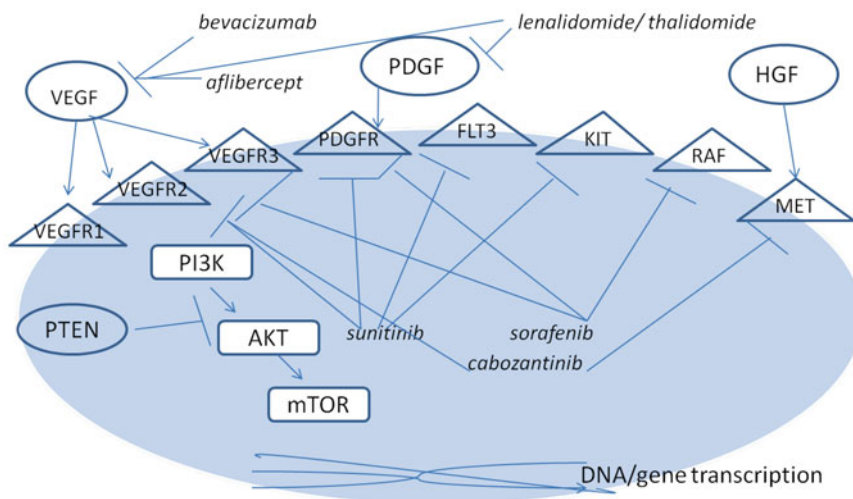 bevacizumab
lenalidomide/ thalidomide
PDGF
HGF
aflibercept
VEGF
PDGFR
FLT3
KIT
VEGFR3
RAF
VEGFR2
MET
VEGFR1
PI3K
PTEN
AKT
sunitinib
sorafenib
cabozantinib
mTOR
DNA/gene transcription